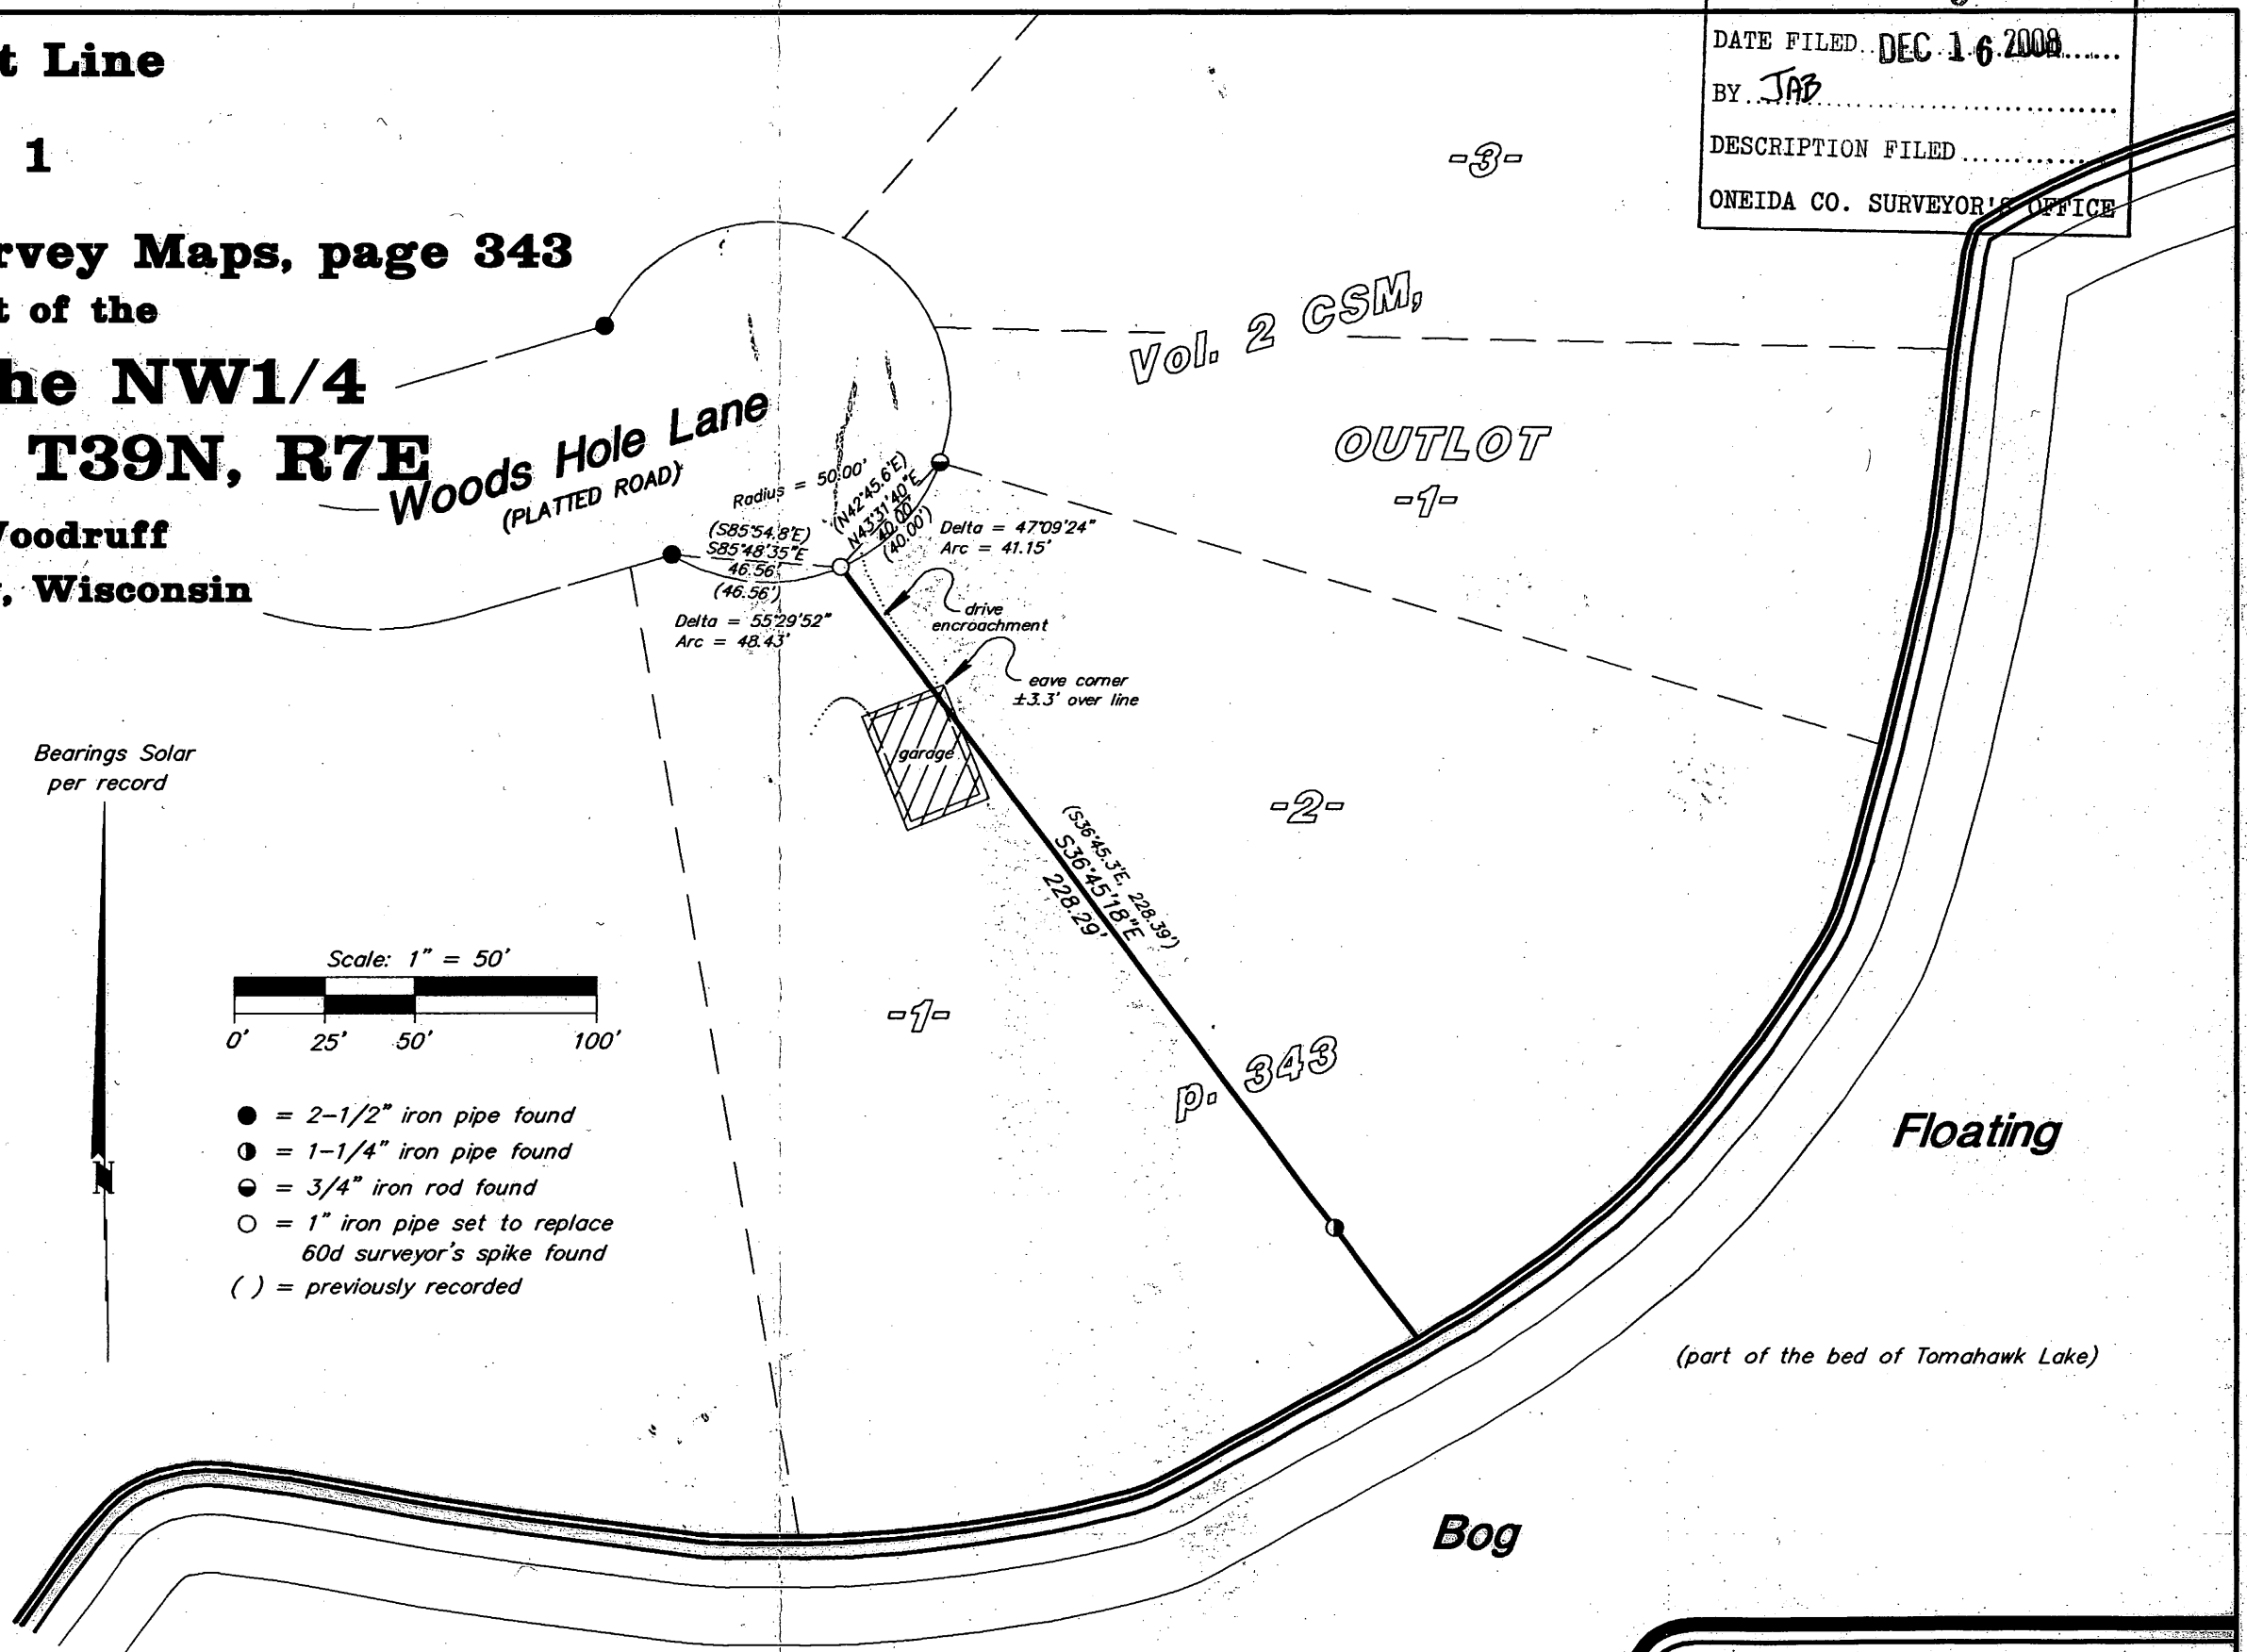 t Line
1
rvey Maps, page 343
t of the
he NW1/4
T39N, R7E
oodruff
, Wisconsin
DATE FILED DEC 16 2008
BY JAB
DESCRIPTION FILED
ONEIDA CO. SURVEYOR'S OFFICE
-3-
Vol. 2 CSM,
OUTLOT
-1-
Woods Hole Lane
(PLATTED ROAD)
Radius = 50.00'
(N42°45.6'E)
N43°31'40"E
40.00'
(40.00')
Delta = 47°09'24"
Arc = 41.15'
(S85°54.8'E)
S85°48'35"E
46.56'
(46.56')
Delta = 55°29'52"
Arc = 48.43'
drive
encroachment
eave corner
±3.3' over line
garage
-2-
(S36°45.3'E, 228.39')
S36°45'18"E
228.29'
Bearings Solar
per record
N
Scale: 1" = 50'
0' 25' 50' 100'
-1-
p. 343
= 2-1/2" iron pipe found
= 1-1/4" iron pipe found
= 3/4" iron rod found
= 1" iron pipe set to replace
60d surveyor's spike found
( ) = previously recorded
Floating
(part of the bed of Tomahawk Lake)
Bog